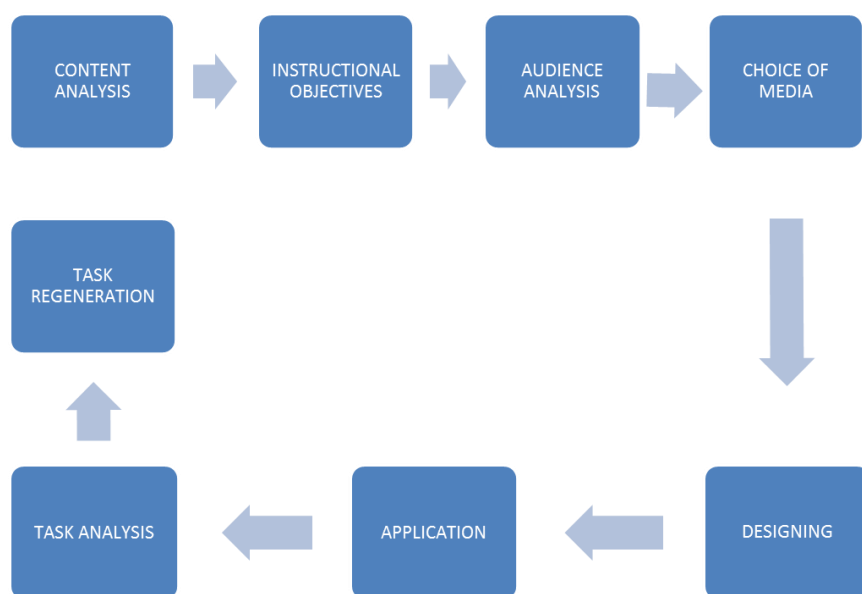 CONTENT
ANALYSIS
INSTRUCTIONAL
OBJECTIVES
AUDIENCE
ANALYSIS
CHOICE OF
MEDIA
DESIGNING
APPLICATION
TASK ANALYSIS
TASK
REGENERATION